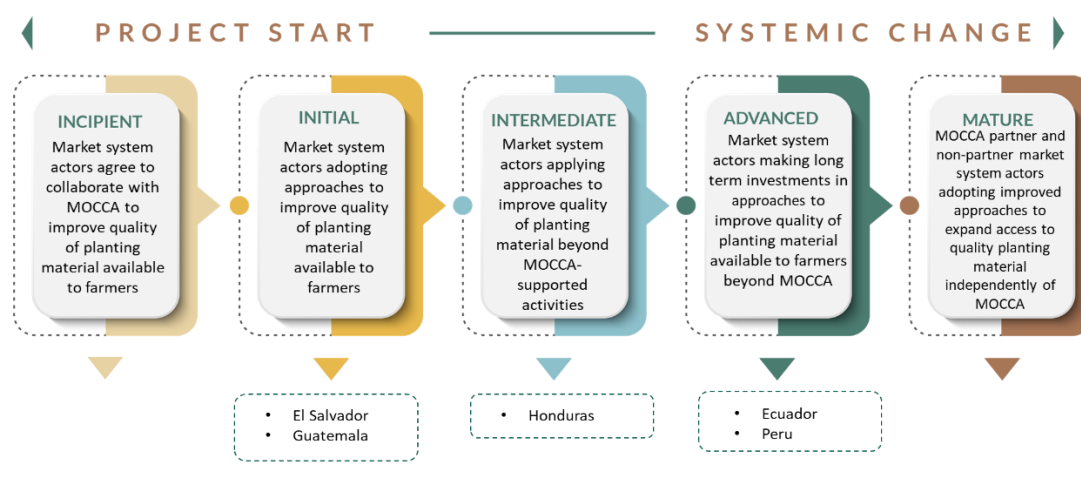 PROJECT START
SYSTEMIC CHANGE
INCIPIENT
Market system
actors agree to
collaborate with
MOCCA to
improve quality
of planting
material available
to farmers
INITIAL
Market system
actors adopting
approaches to
improve quality
of planting
material
available to
farmers
INTERMEDIATE
Market system
actors applying
approaches to
improve quality
of planting
material beyond
MOCCA-
supported
activities
ADVANCED
Market system
actors making long
term investments in
approaches to
improve quality of
planting material
available to farmers
beyond MOCCA
MATURE
MOCCA partner and
non-partner market
system actors
adopting improved
approaches to
expand access to
quality planting
material
independently of
MOCCA
• El Salvador
• Guatemala
• Honduras
• Ecuador
• Peru